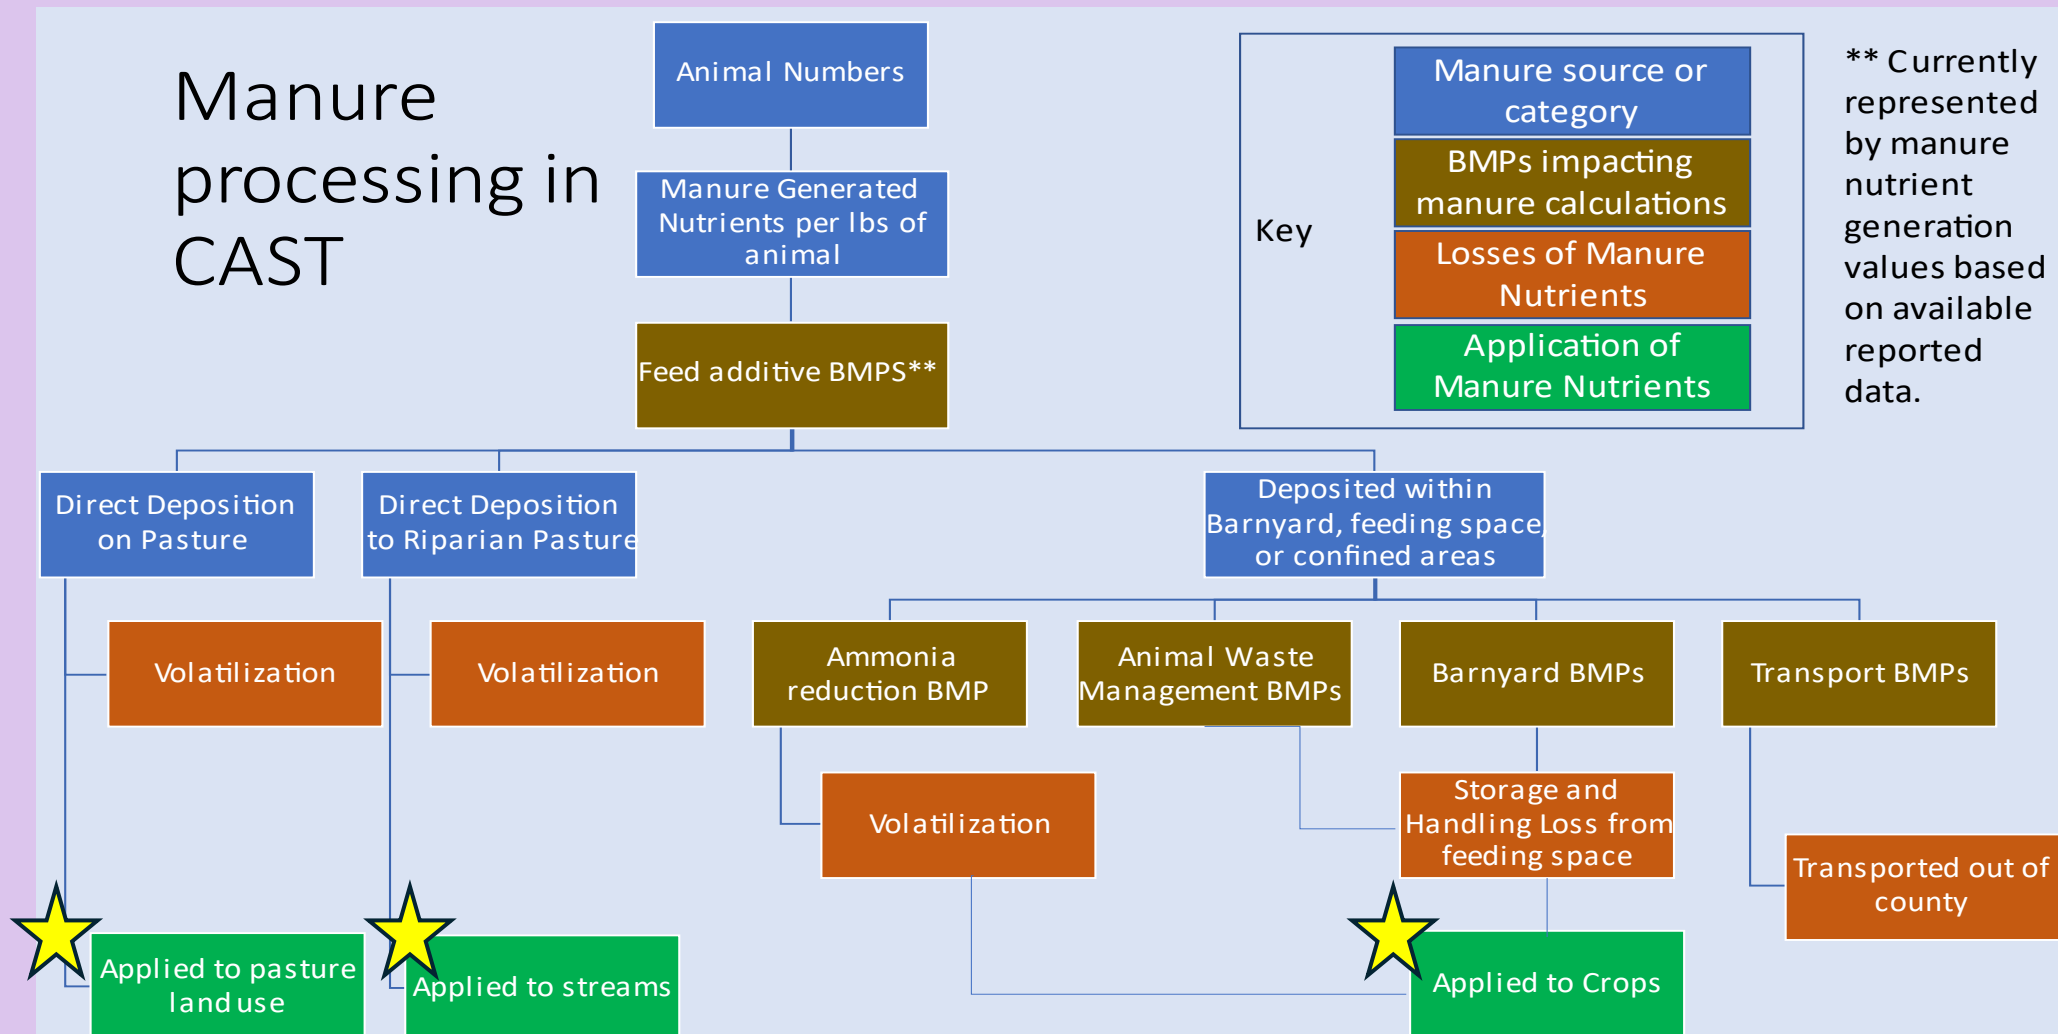 Manure
processing in
CAST
Animal Numbers
Manure Generated
Nutrients per lbs of
animal
Feed additive BMPS**
Key
Manure source or
category
BMPs impacting
manure calculations
Losses of Manure
Nutrients
Application of
Manure Nutrients
** Currently
represented
by manure
nutrient
generation
values based
on available
reported
data.
Direct Deposition
on Pasture
Direct Deposition
to Riparian Pasture
Deposited within
Barnyard, feeding space,
or confined areas
Volatilization
Volatilization
Ammonia
reduction BMP
Animal Waste
Management BMPs
Barnyard BMPs
Transport BMPs
Volatilization
Storage and
Handling Loss from
feeding space
Transported out of
county
Applied to pasture
land use
Applied to streams
Applied to Crops